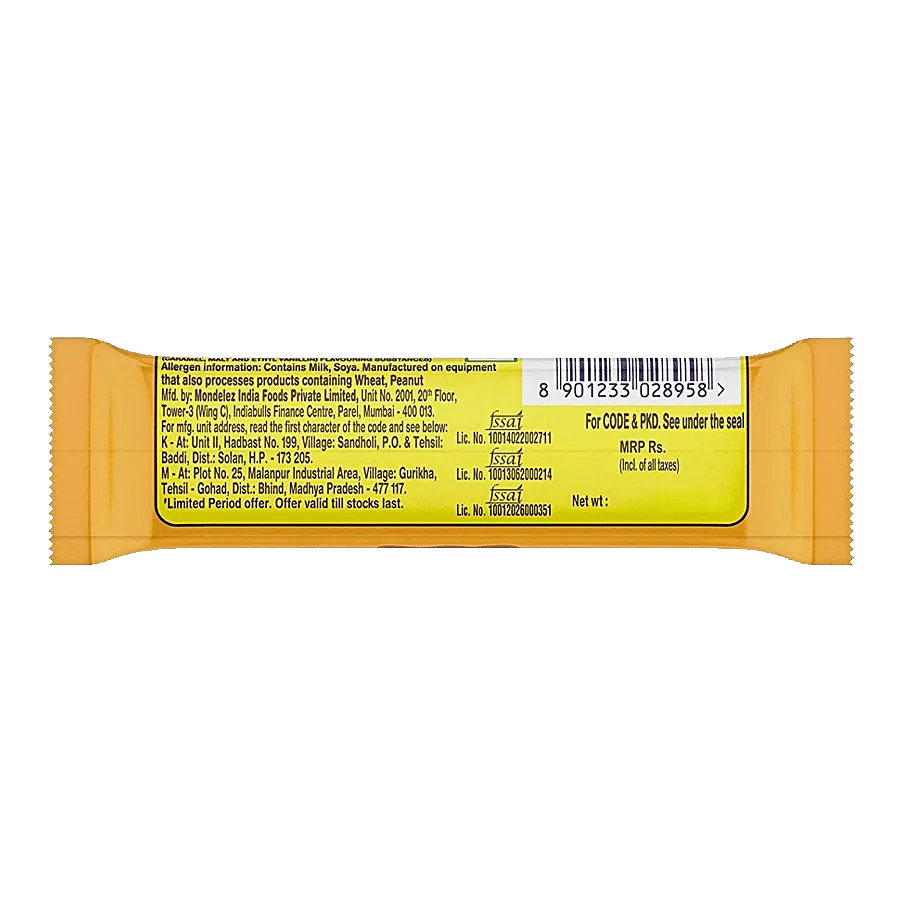 (CARAMEL, MALT AND ETHYL VANILLIN) FLAVOURING SUBSTANCES)
Allergen information: Contains Milk, Soya. Manufactured on equipment
that also processes products containing Wheat, Peanut
Mfd. by: Mondelez India Foods Private Limited, Unit No. 2001, 20th Floor,
Tower-3 (Wing C), Indiabulls Finance Centre, Parel, Mumbai - 400 013.
For mfg. unit address, read the first character of the code and see below:
K - At: Unit II, Hadbast No. 199, Village: Sandholi, P.O. & Tehsil:
Baddi, Dist.: Solan, H.P. - 173 205.
M - At: Plot No. 25, Malanpur Industrial Area, Village: Gurikha,
Tehsil - Gohad, Dist.: Bhind, Madhya Pradesh - 477 117.
*Limited Period offer. Offer valid till stocks last.
fssai
Lic. No. 10014022002711
fssai
Lic. No. 10013062000214
fssai
Lic. No. 10012026000351
8 901233 028958 >
For CODE & PKD. See under the seal
MRP Rs.
(Incl. of all taxes)
Net wt :